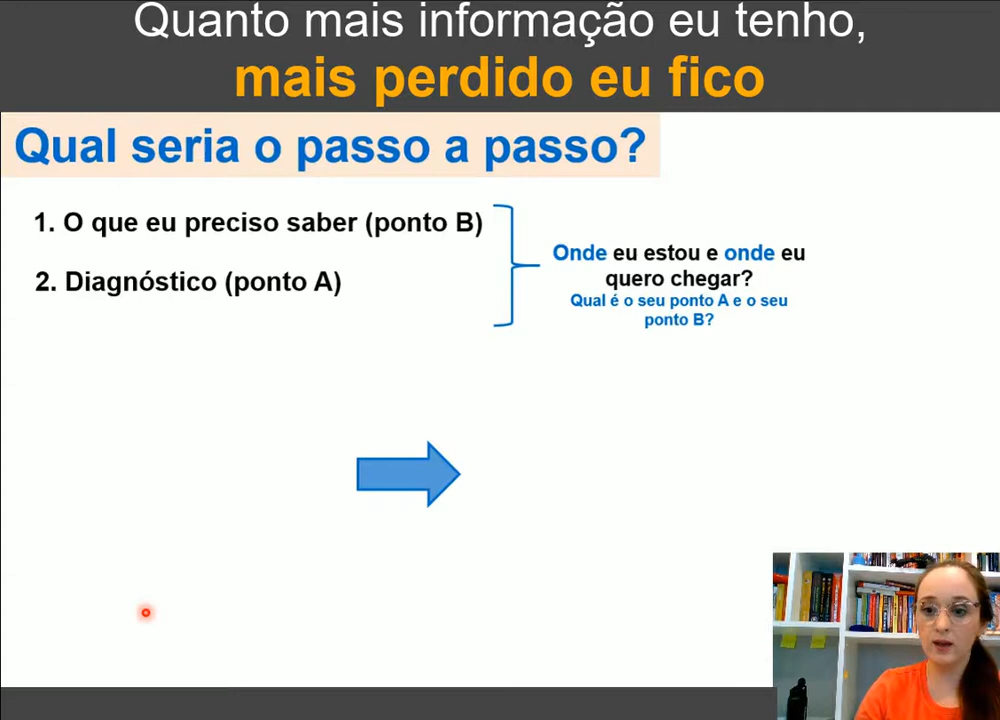 Quanto mais informação eu tenho,
mais perdido eu fico
Qual seria o passo a passo?
1. O que eu preciso saber (ponto B)
2. Diagnóstico (ponto A)
Onde eu estou e onde eu
quero chegar?
Qual é o seu ponto A e o seu
ponto B?